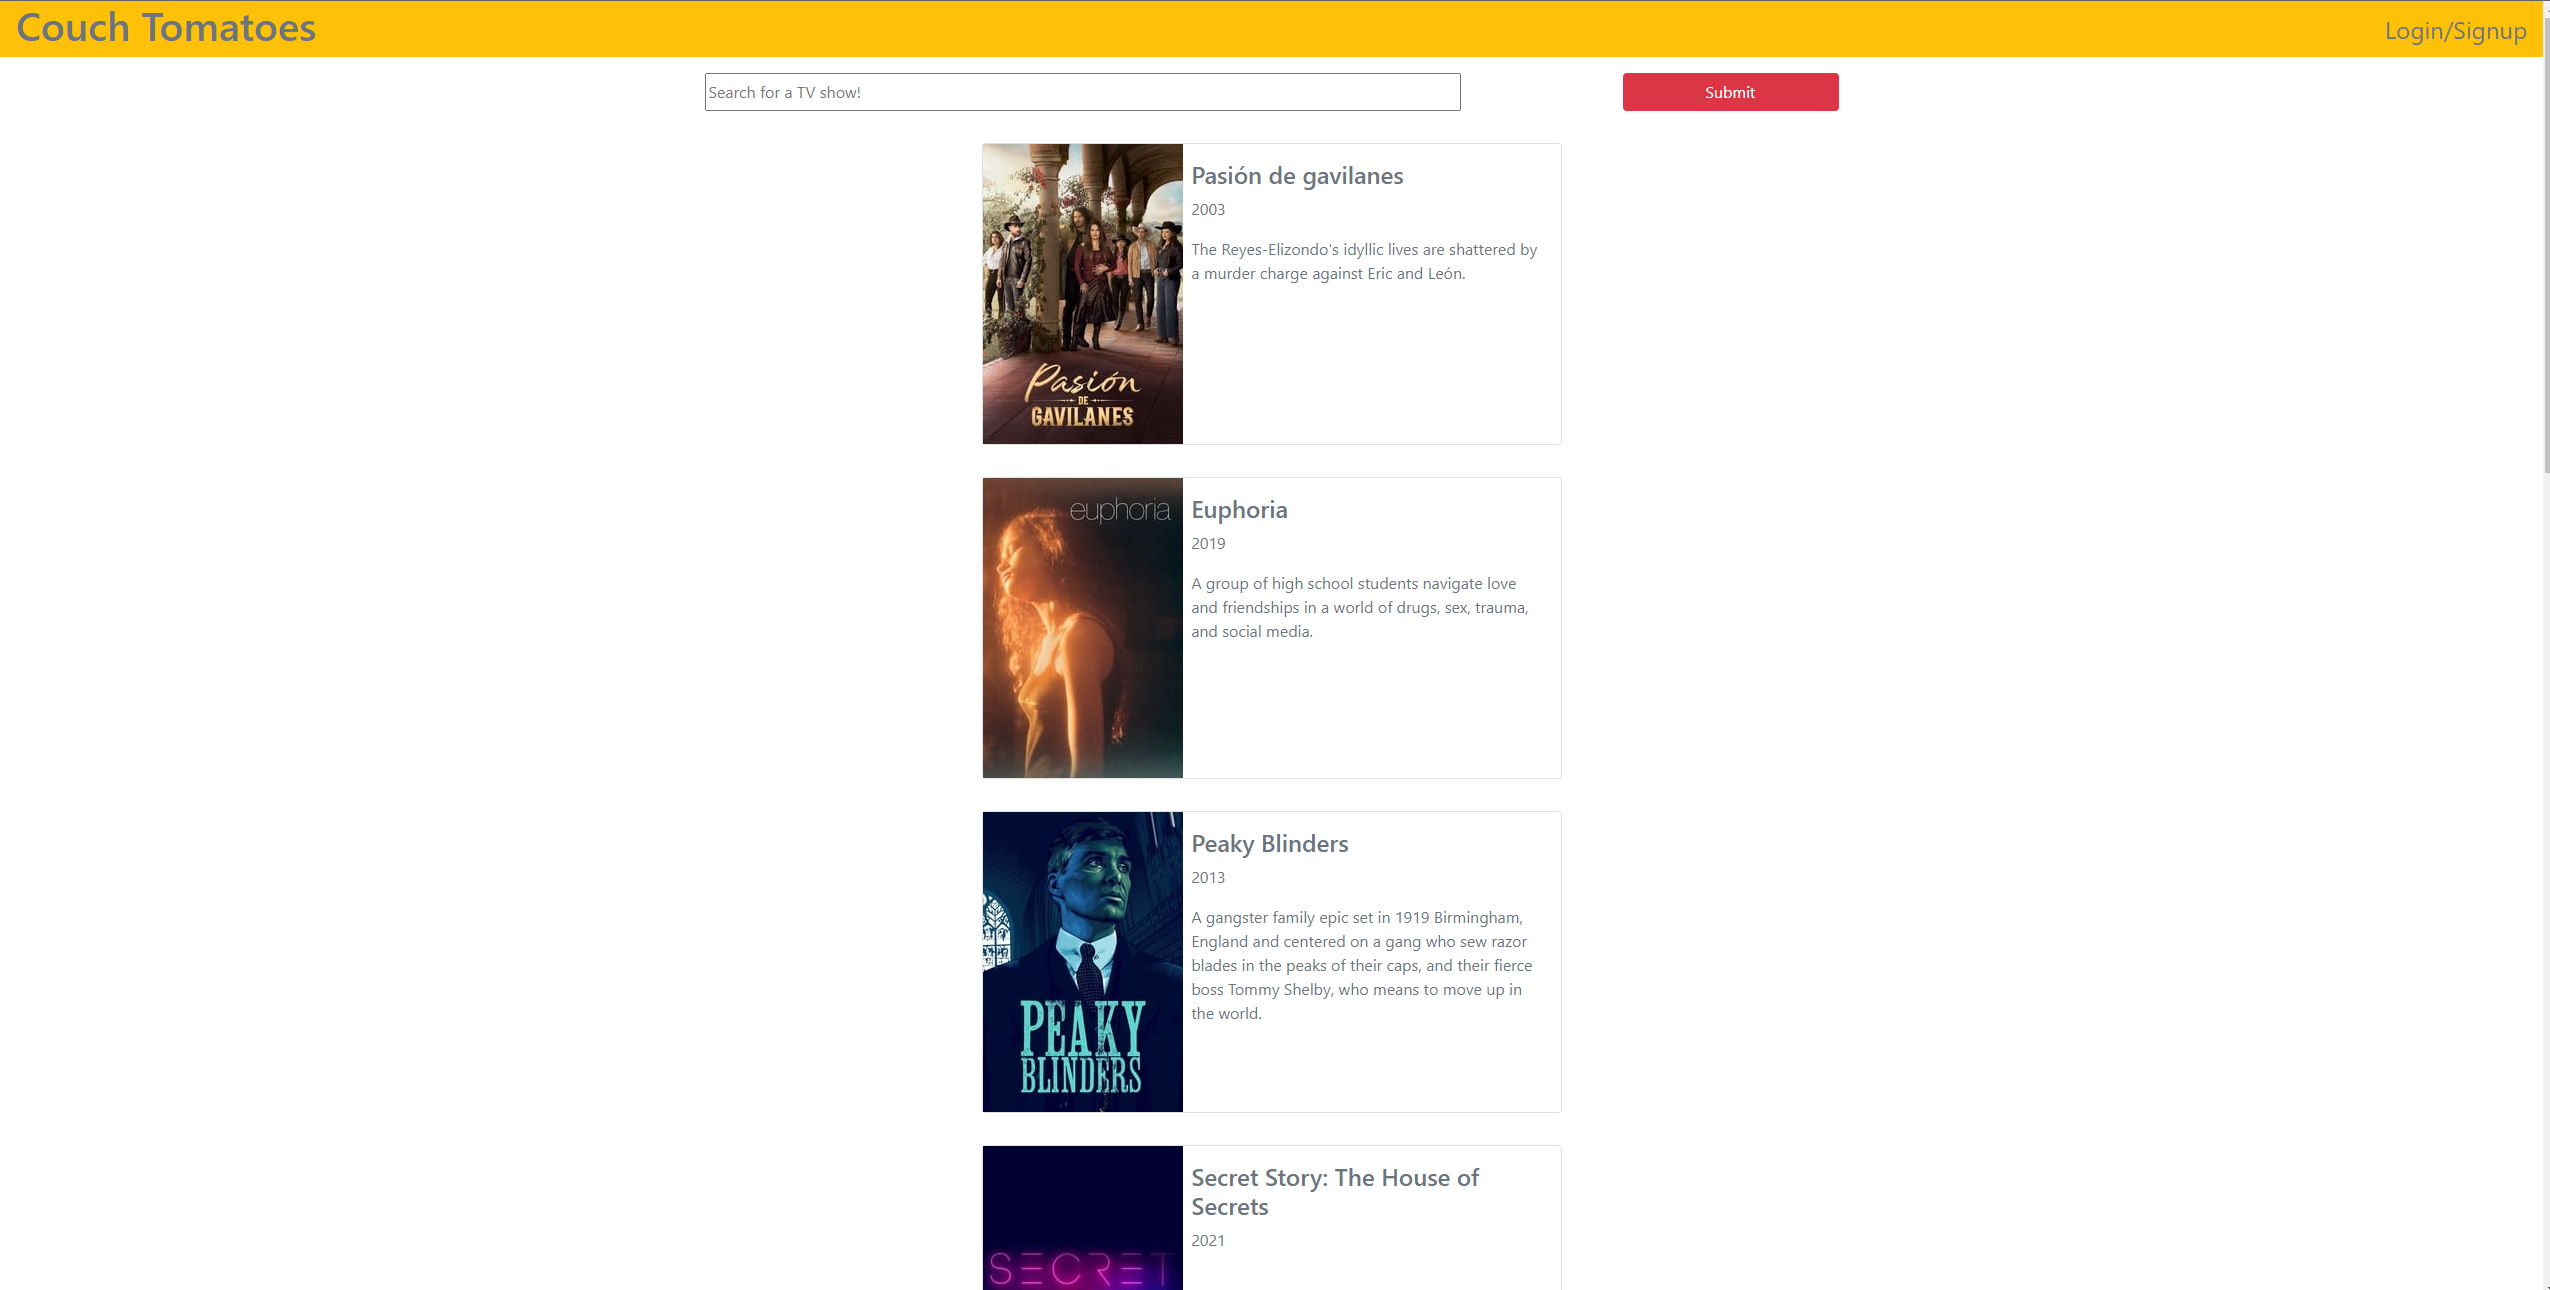 Couch Tomatoes
Login/Signup
Search for a TV show!
Submit
Pasión de gavilanes
2003
The Reyes-Elizondo's idyllic lives are shattered by
a murder charge against Eric and León.
Pasión
DE
GAVILANES
euphoria
Euphoria
2019
A group of high school students navigate love
and friendships in a world of drugs, sex, trauma,
and social media.
Peaky Blinders
2013
A gangster family epic set in 1919 Birmingham,
England and centered on a gang who sew razor
blades in the peaks of their caps, and their fierce
boss Tommy Shelby, who means to move up in
the world.
PEAKY
BLINDERS
Secret Story: The House of
Secrets
2021
SECRET